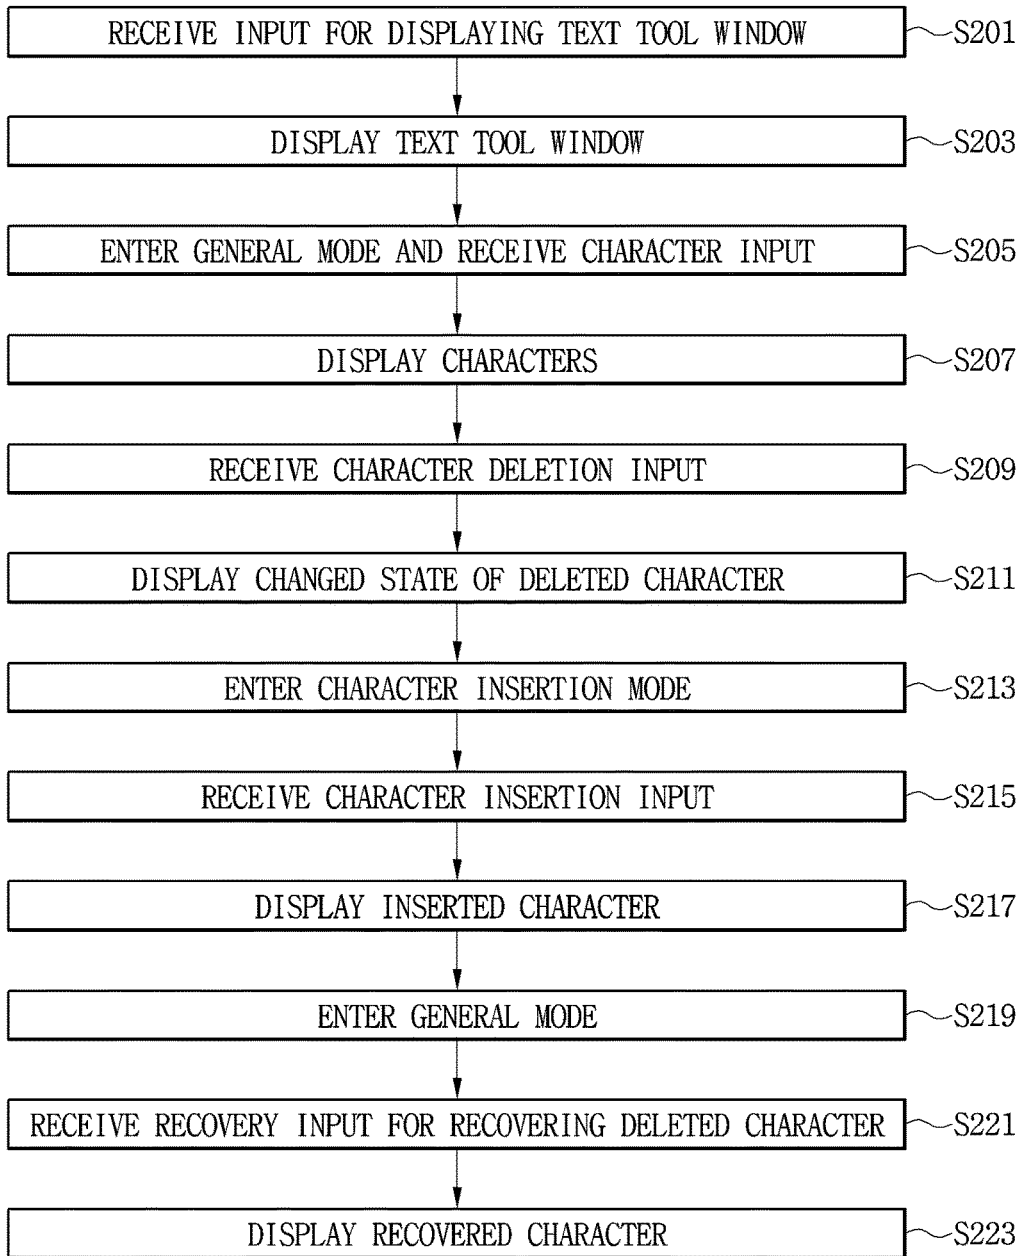 RECEIVE INPUT FOR DISPLAYING TEXT TOOL WINDOW S201
DISPLAY TEXT TOOL WINDOW S203
ENTER GENERAL MODE AND RECEIVE CHARACTER INPUT S205
DISPLAY CHARACTERS S207
RECEIVE CHARACTER DELETION INPUT S209
DISPLAY CHANGED STATE OF DELETED CHARACTER S211
ENTER CHARACTER INSERTION MODE S213
RECEIVE CHARACTER INSERTION INPUT S215
DISPLAY INSERTED CHARACTER S217
ENTER GENERAL MODE S219
RECEIVE RECOVERY INPUT FOR RECOVERING DELETED CHARACTER S221
DISPLAY RECOVERED CHARACTER S223